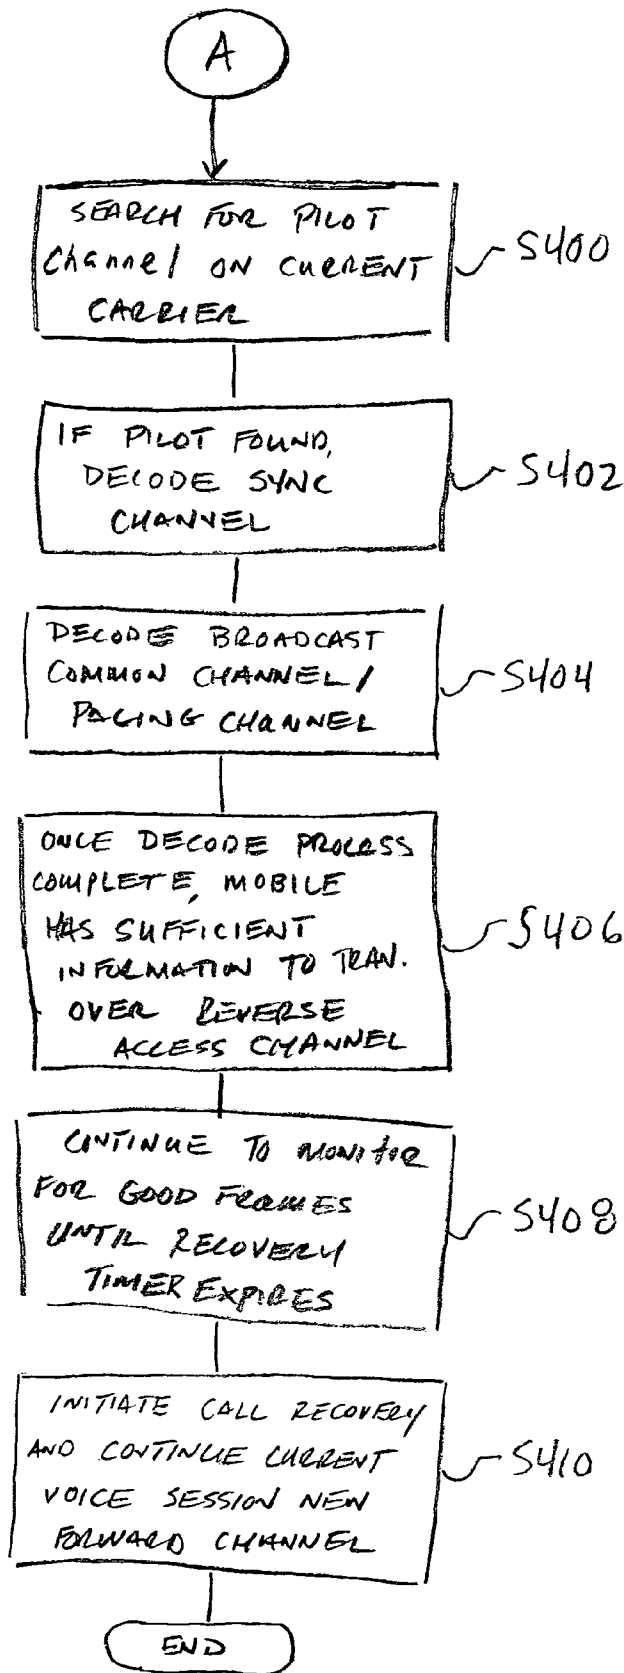 A
SEARCH FOR PILOT
Channel ON CURRENT
CARRIER
S400
IF PILOT FOUND,
DECODE SYNC
CHANNEL
S402
DECODE BROADCAST
COMMON CHANNEL/
PAGING CHANNEL
S404
ONCE DECODE PROCESS
COMPLETE, MOBILE
HAS SUFFICIENT
INFORMATION TO TRAN.
OVER REVERSE
ACCESS CHANNEL
S406
CONTINUE TO MONITOR
FOR GOOD FRAMES
UNTIL RECOVERY
TIMER EXPIRES
S408
INITIATE CALL RECOVERY
AND CONTINUE CURRENT
VOICE SESSION NEW
FORWARD CHANNEL
S410
END